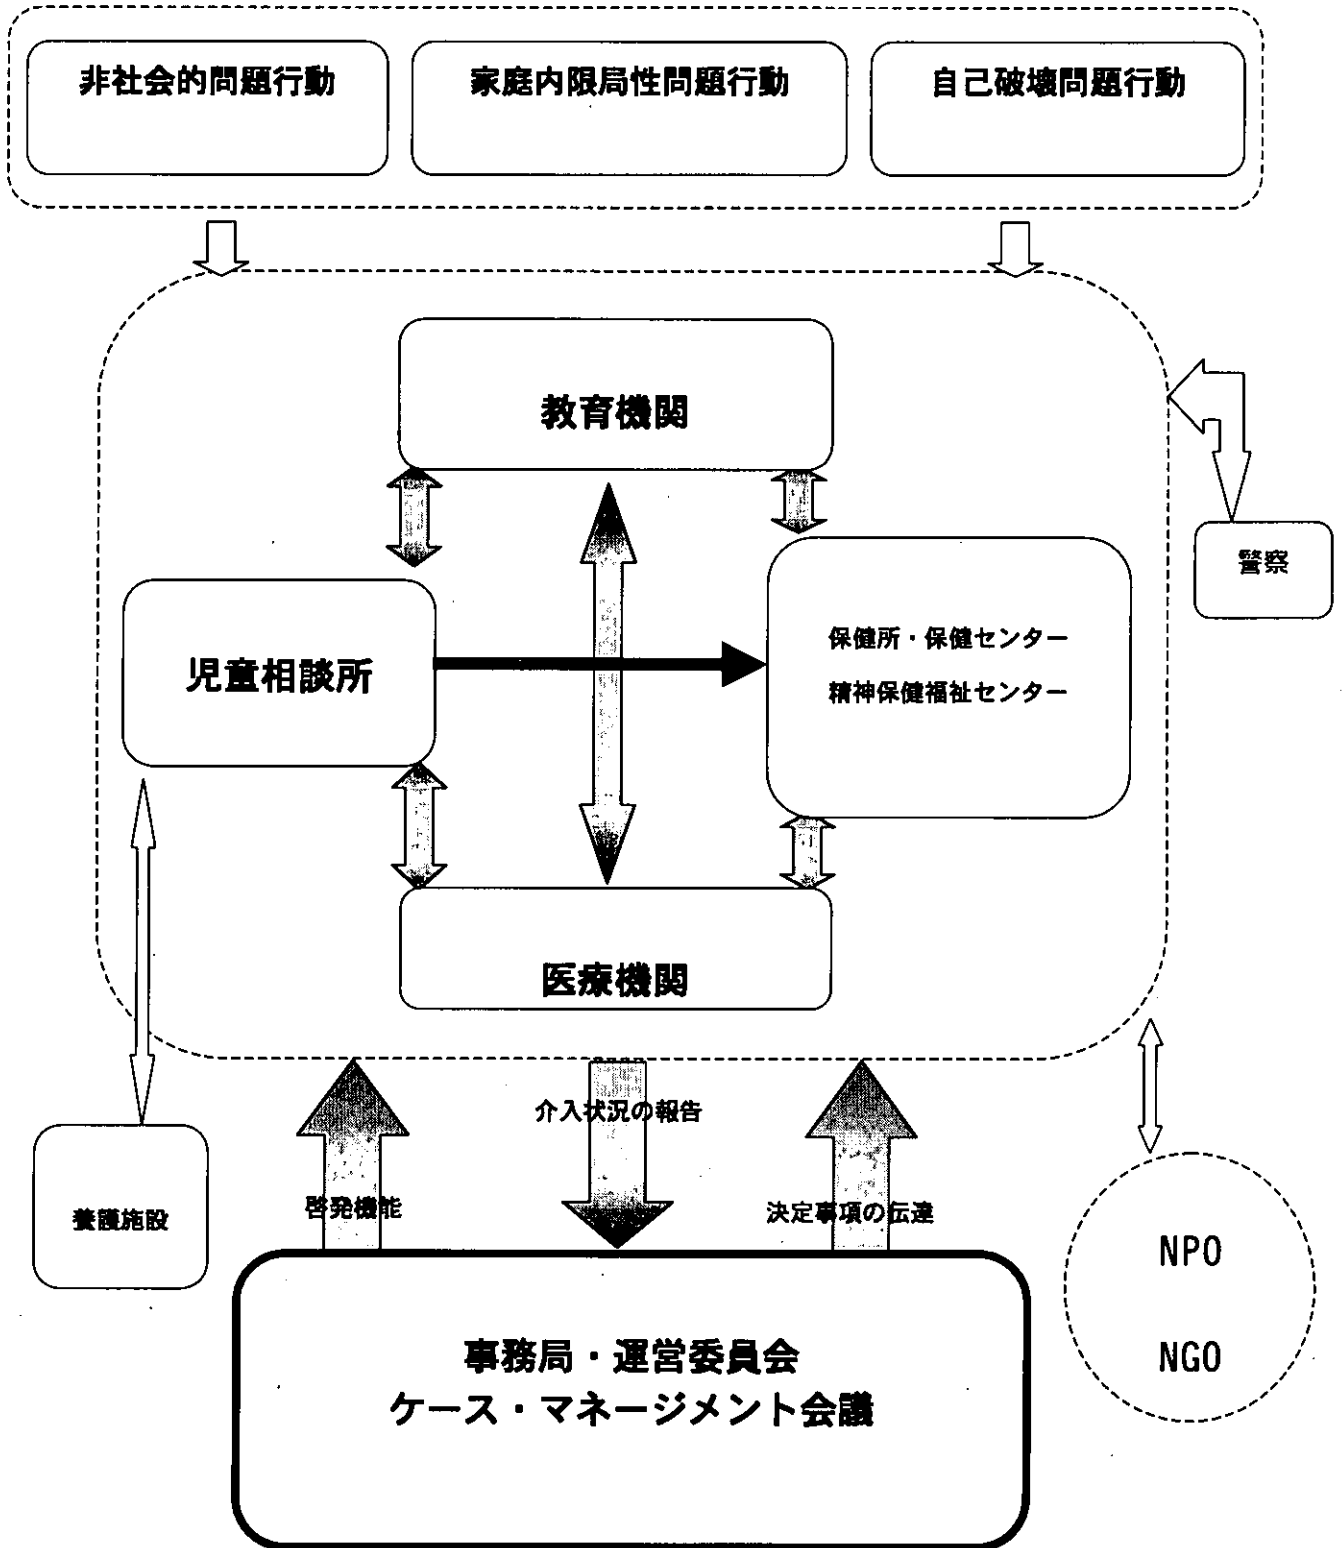 非社会的問題行動
家庭内限局性問題行動
自己破壊問題行動
教育機関
警察
児童相談所
保健所・保健センター
精神保健福祉センター
医療機関
介入状況の報告
啓発機能
決定事項の伝達
養護施設
NPO
NGO
事務局・運営委員会
ケース・マネージメント会議